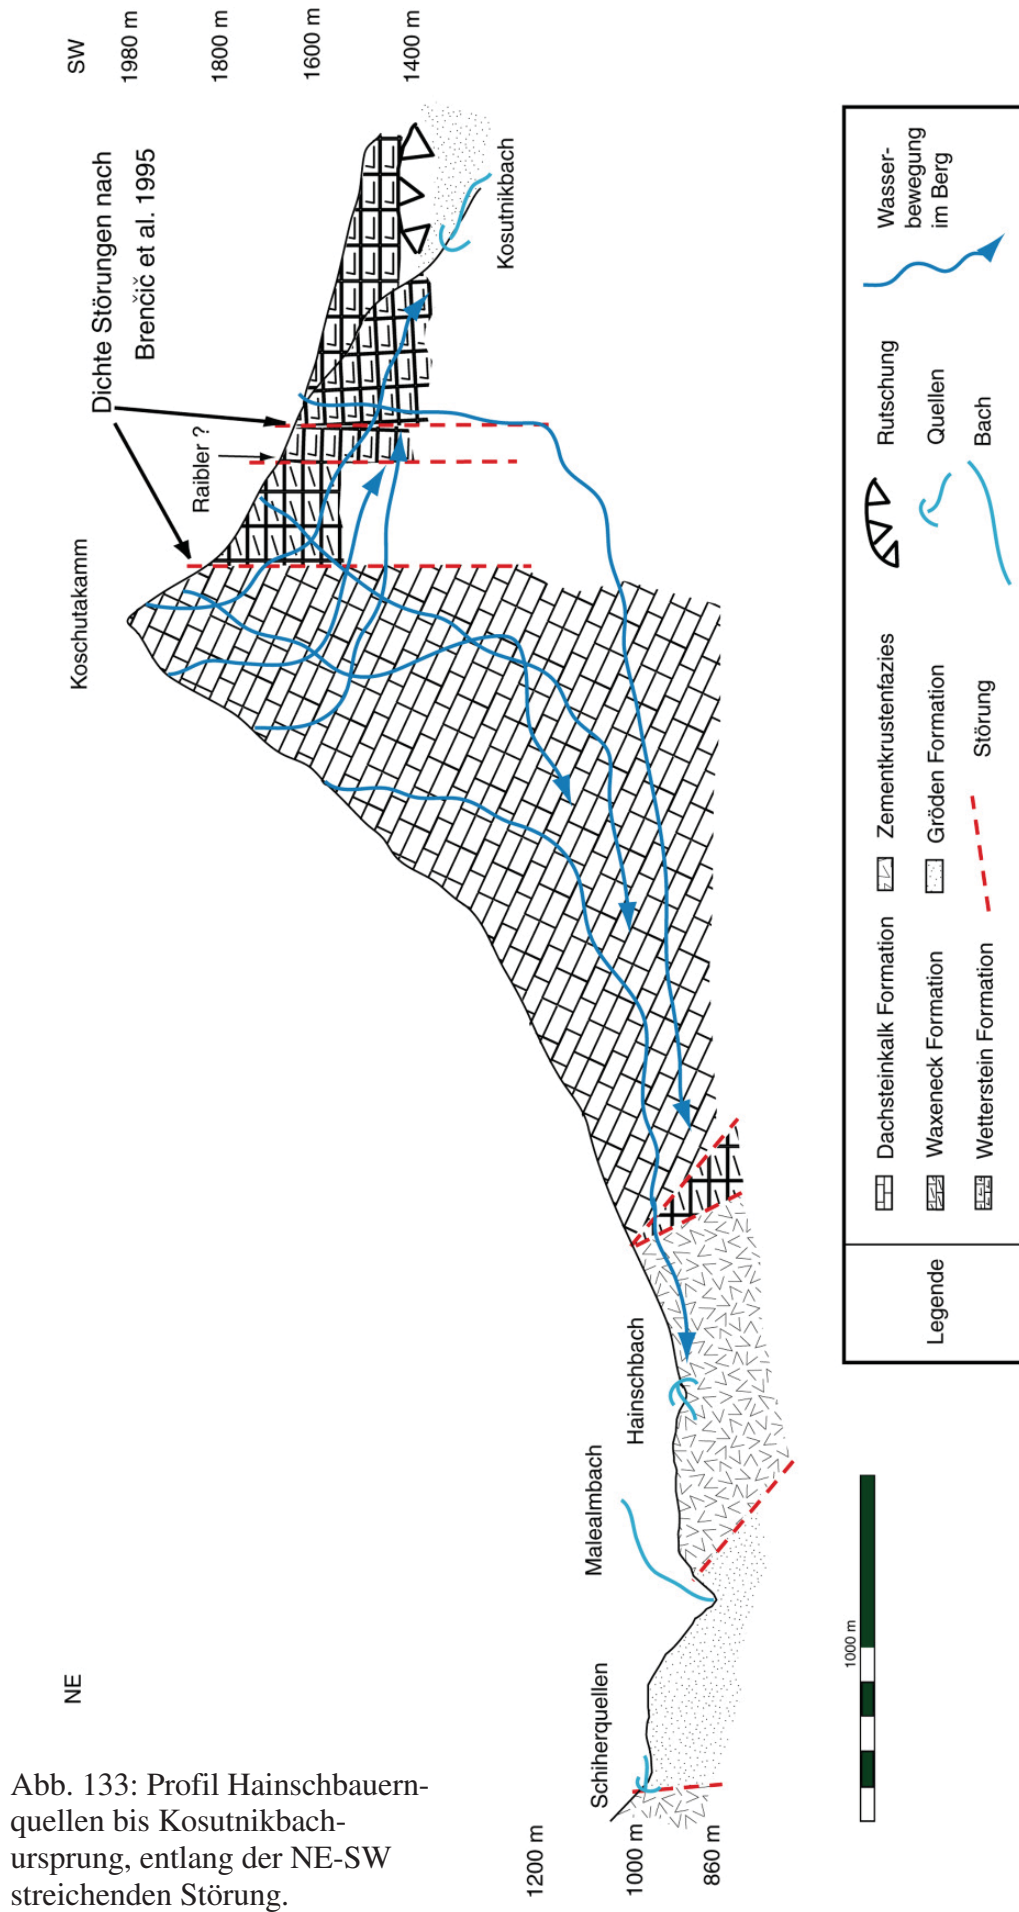 NE
SW
1980 m
1800 m
1600 m
1400 m
Koschutakamm
Dichte Störungen nach
Brenčič et al. 1995
Raibler ?
Kosutnikbach
Schiherquellen
Malealmbach
Hainschbach
1200 m
1000 m
860 m
1000 m
Legende
Dachsteinkalk Formation
Waxeneck Formation
Wetterstein Formation
Zementkrustenfazies
Gröden Formation
Störung
Rutschung
Quellen
Bach
Wasser-
bewegung
im Berg
Abb. 133: Profil Hainschbauern-
quellen bis Kosutnikbach-
ursprung, entlang der NE-SW
streichenden Störung.